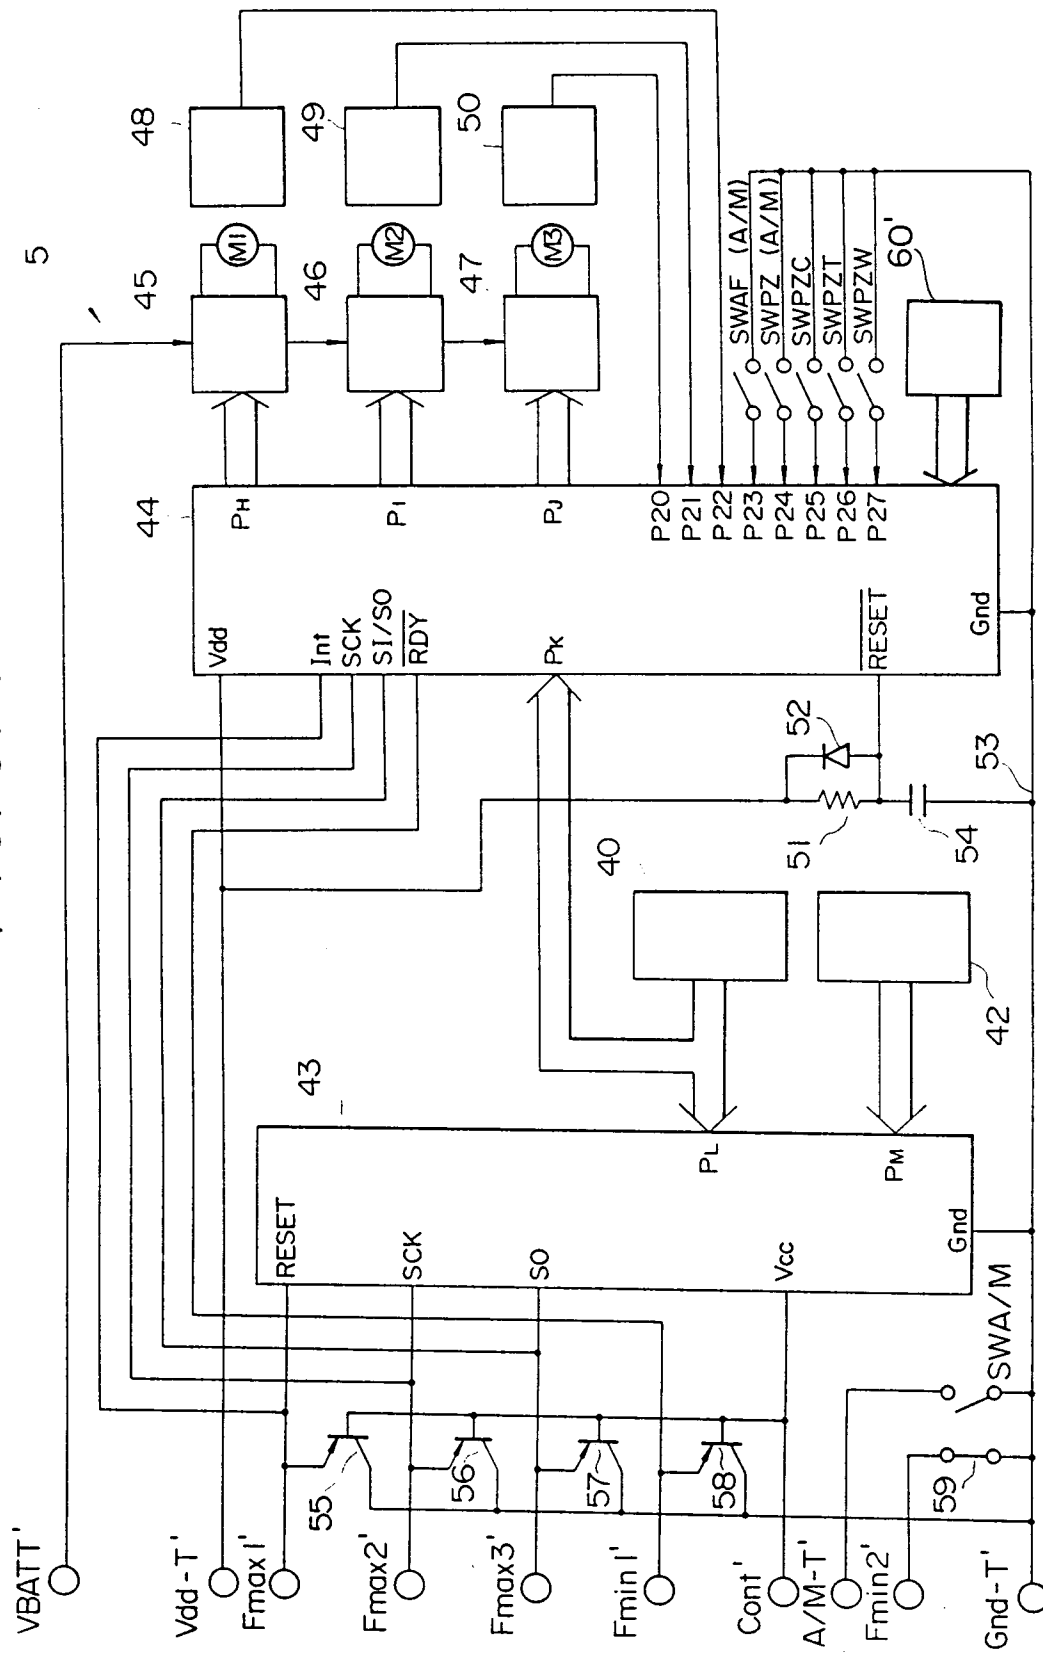 5
VBATT'
Vdd-T'
Fmax1'
Fmax2'
Fmax3'
Fmin1'
Cont'
A/M-T'
Fmin2'
Gnd-T'
55
56
57
58
59
SWA/M
43
RESET
SCK
SO
Vcc
PL
PM
Gnd
40
42
51
52
53
54
44
Vdd
Int
SCK
SI/SO
RDY
PK
RESET
Gnd
PH
PI
PJ
P20
P21
P22
P23
P24
P25
P26
P27
45
46
47
M1
M2
M3
48
49
50
SWAF (A/M)
SWPZ (A/M)
SWPZC
SWPZT
SWPZW
60'